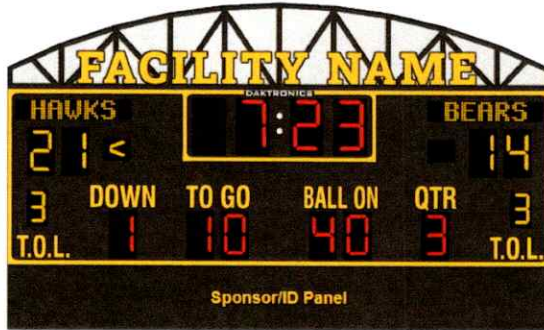 FACILITY NAME
DAKTRONICS
HAWKS 7:23 BEARS
21 < 14
3 DOWN TO GO BALL ON QTR 3
T.O.L. 1 10 40 3 T.O.L.
Sponsor/ID Panel